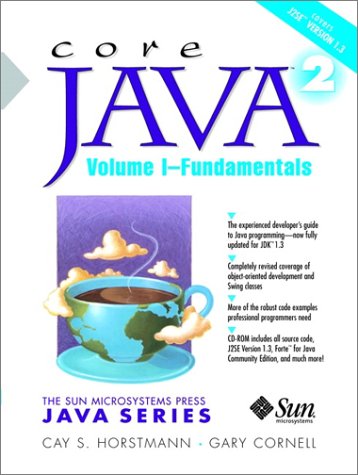 core
covers
J2SE™ VERSION 1.3
JAVA™ 2
Volume I–Fundamentals
The experienced developer's guide
to Java programming—now fully
updated for JDK™ 1.3
Completely revised coverage of
object-oriented development and
Swing classes
More of the robust code examples
professional programmers need
CD-ROM includes all source code,
J2SE Version 1.3, Forte™ for Java
Community Edition, and much more!
THE SUN MICROSYSTEMS PRESS
JAVA SERIES
Sun
microsystems
CAY S. HORSTMANN • GARY CORNELL